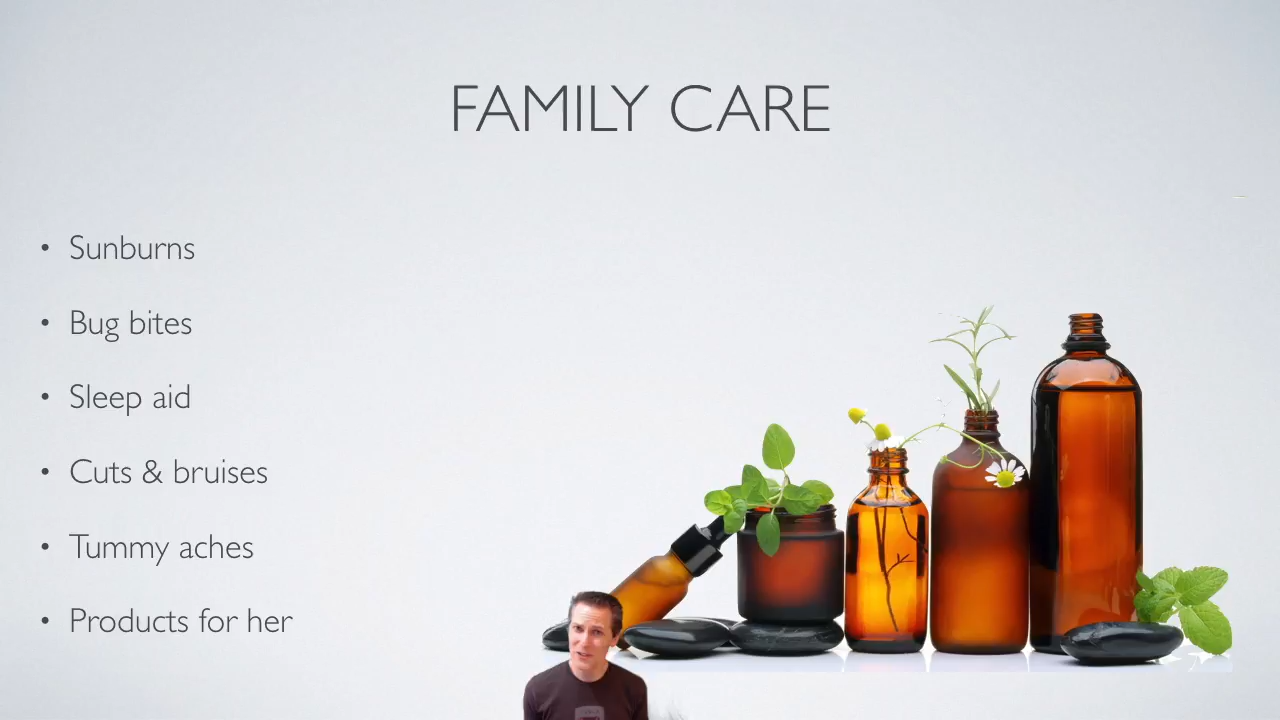 FAMILY CARE
• Sunburns
• Bug bites
• Sleep aid
• Cuts & bruises
• Tummy aches
• Products for her